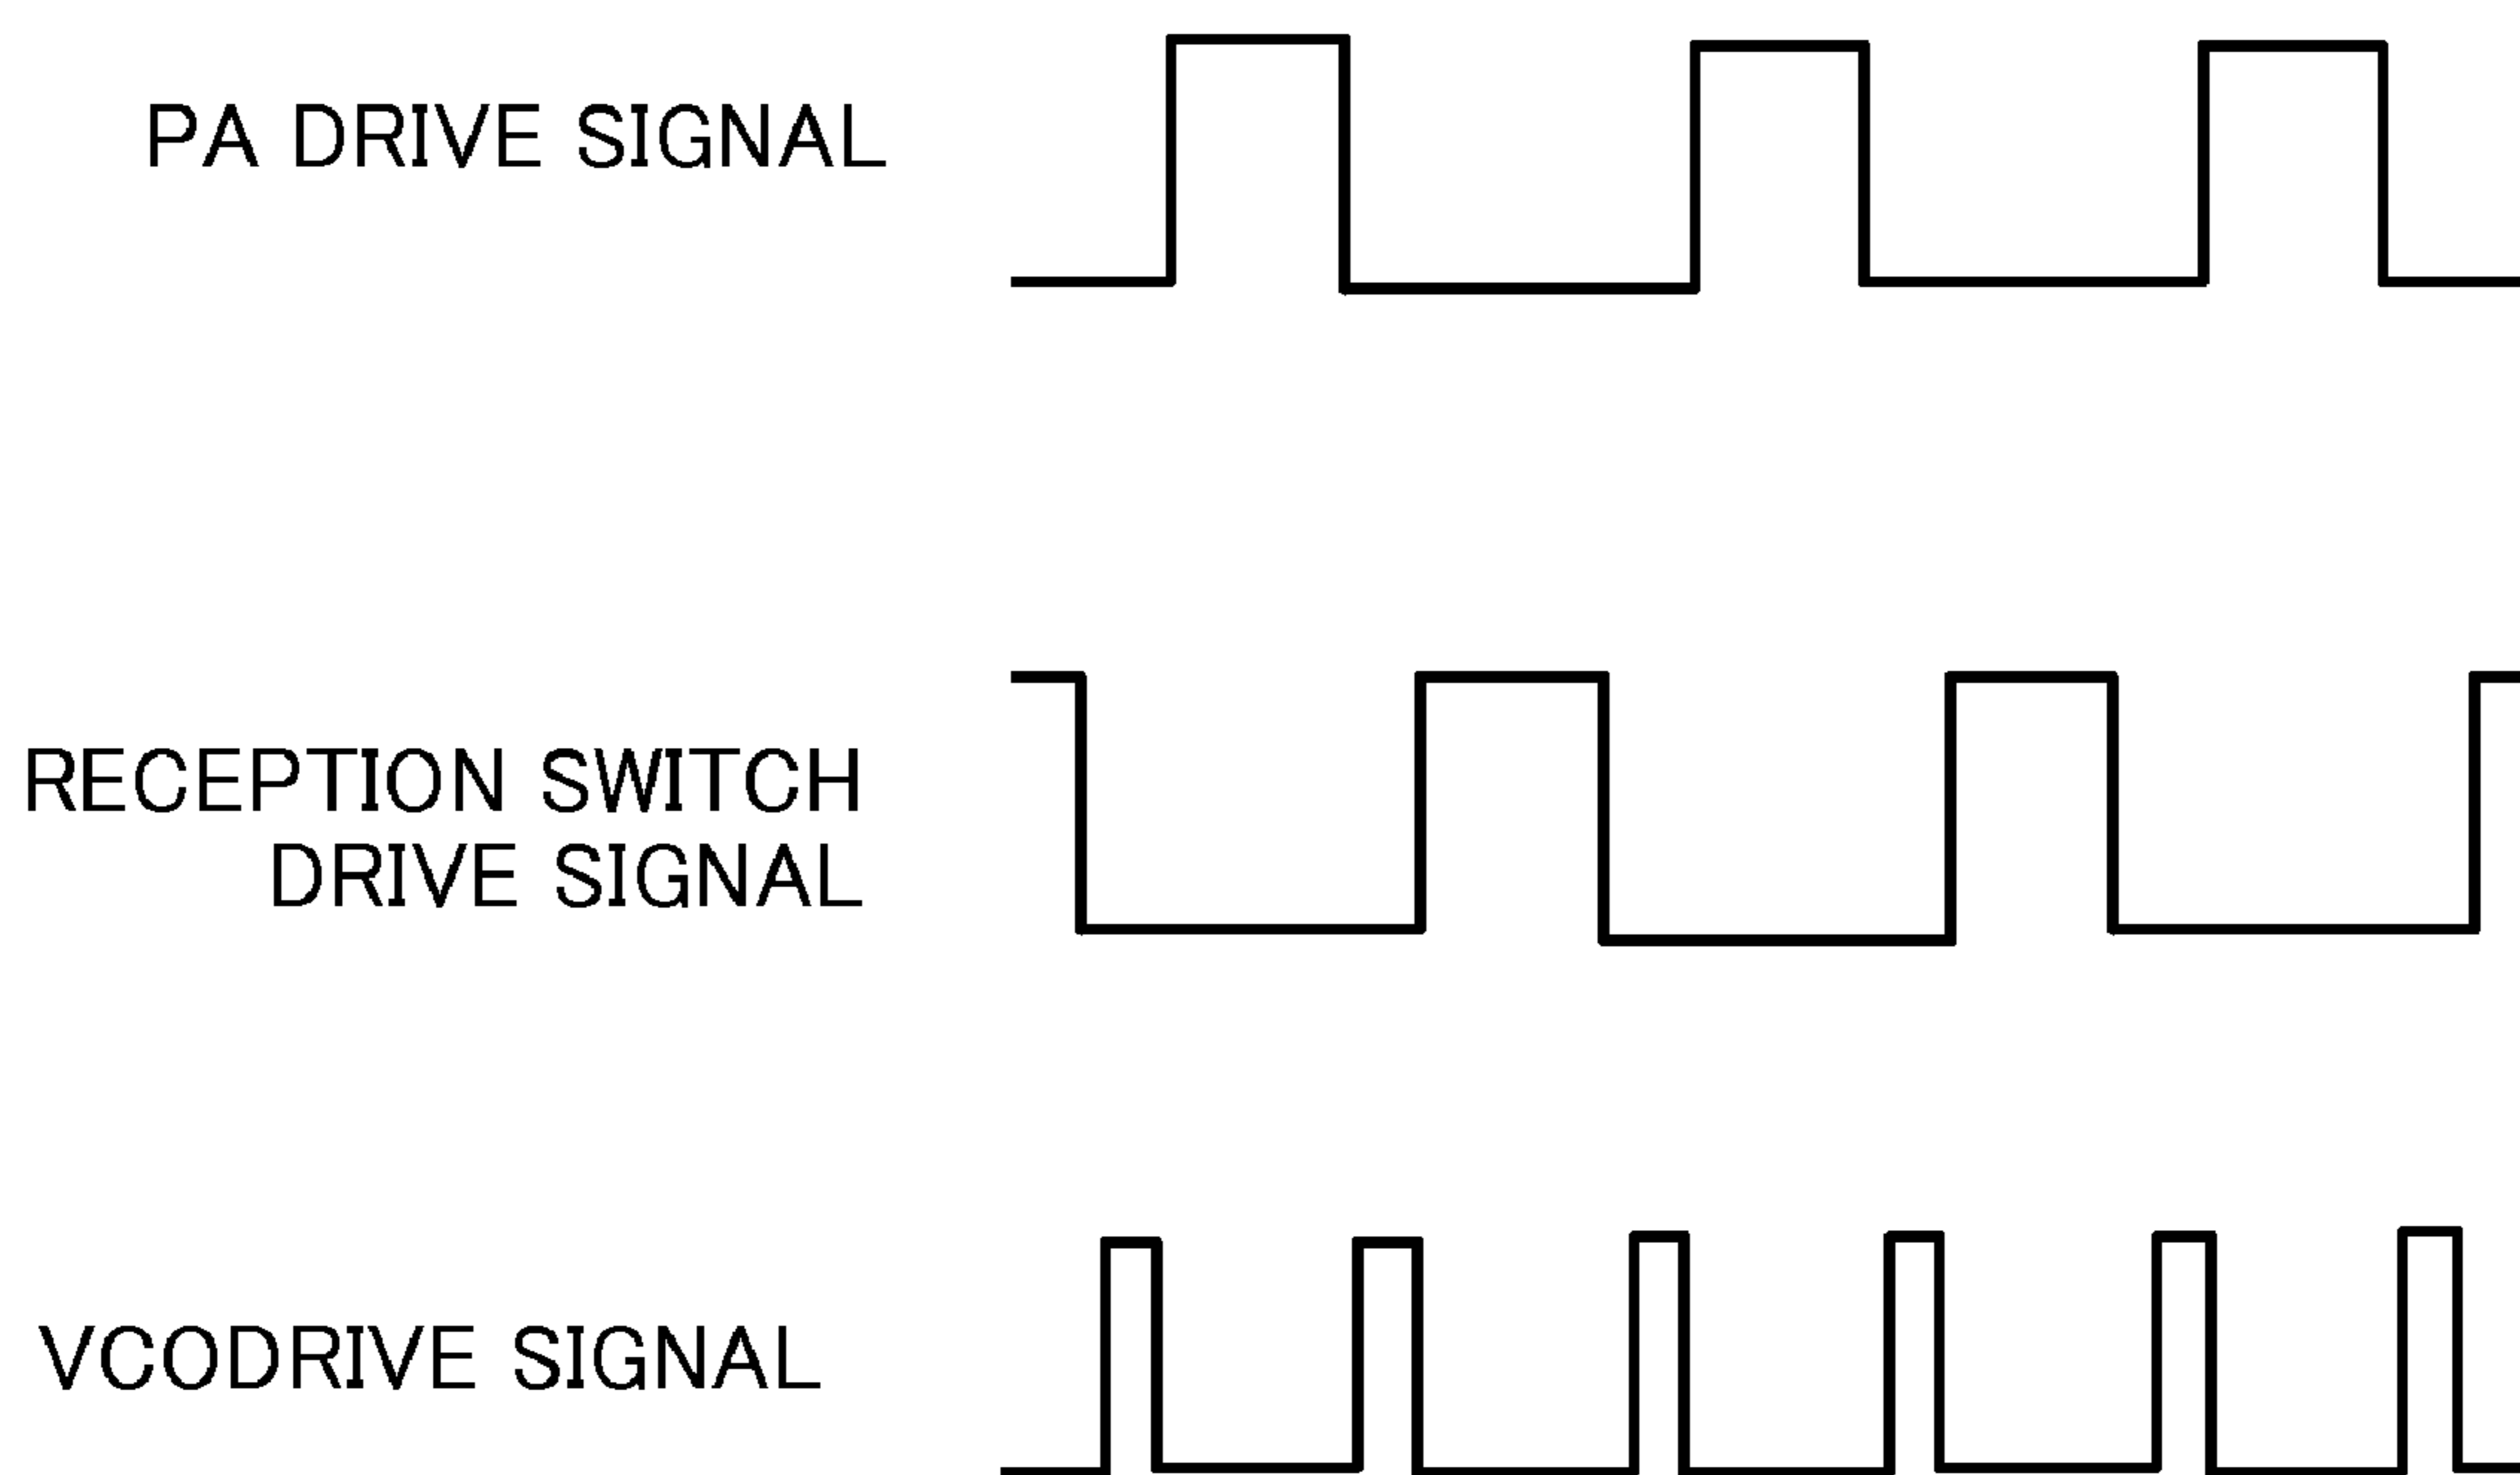 PA DRIVE SIGNAL
RECEPTION SWITCH
DRIVE SIGNAL
VCODRIVE SIGNAL